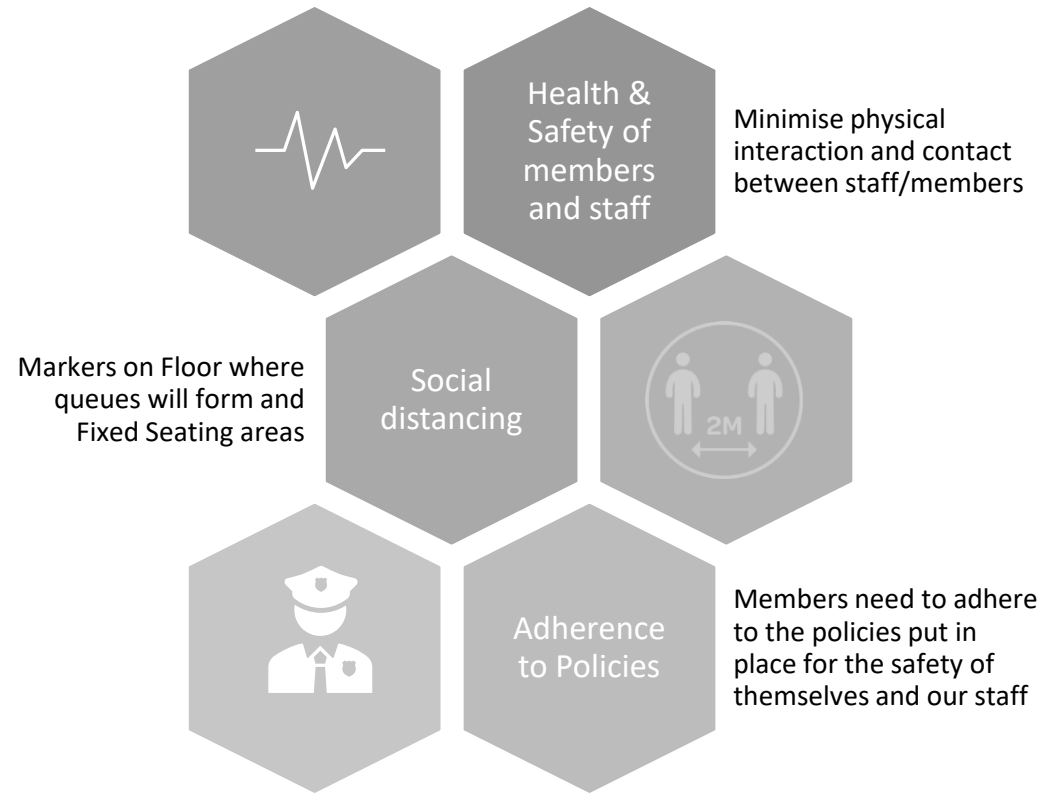 Health &
Safety of
members
and staff
Minimise physical
interaction and contact
between staff/members
Markers on Floor where
queues will form and
Fixed Seating areas
Social
distancing
2M
Adherence
to Policies
Members need to adhere
to the policies put in
place for the safety of
themselves and our staff